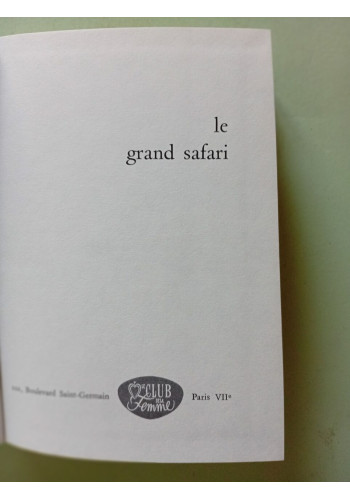 le
grand safari
Boulevard Saint-Germain
CLUB
Femme
Paris VIIe